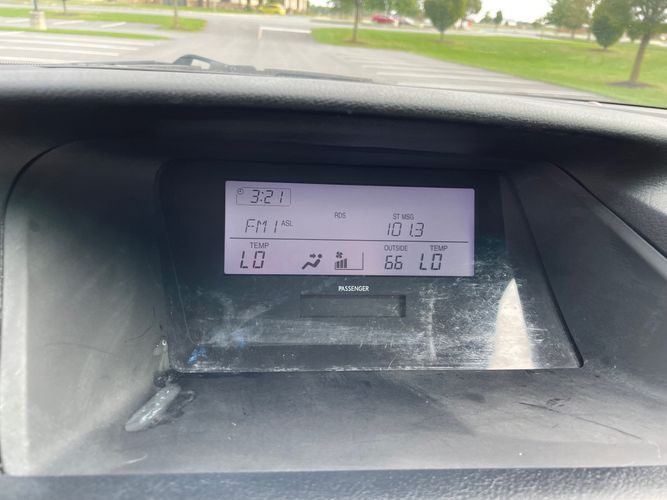 3:21
RDS ST MSG
FM1 ASL 101.3
TEMP OUTSIDE TEMP
LO 66 LO
PASSENGER